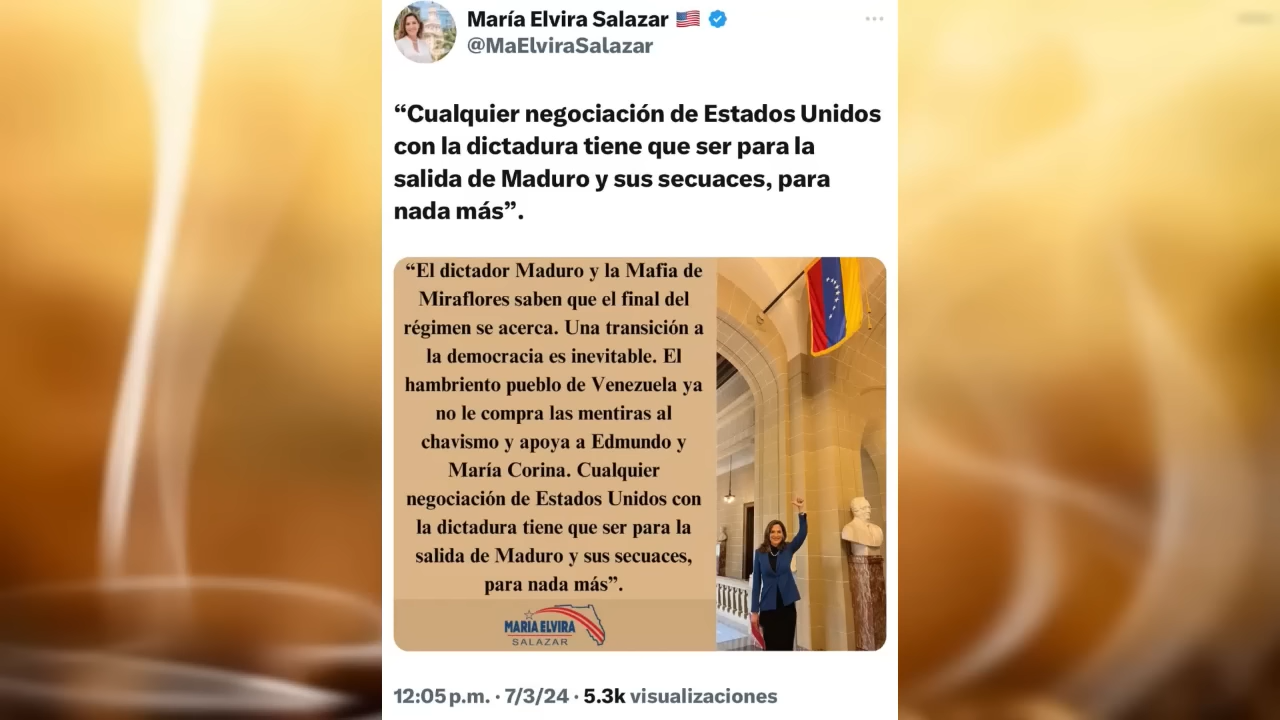 María Elvira Salazar
@MaElviraSalazar
“Cualquier negociación de Estados Unidos
con la dictadura tiene que ser para la
salida de Maduro y sus secuaces, para
nada más”.
“El dictador Maduro y la Mafia de
Miraflores saben que el final del
régimen se acerca. Una transición a
la democracia es inevitable. El
hambriento pueblo de Venezuela ya
no le compra las mentiras al
chavismo y apoya a Edmundo y
María Corina. Cualquier
negociación de Estados Unidos con
la dictadura tiene que ser para la
salida de Maduro y sus secuaces,
para nada más”.
MARIA ELVIRA
SALAZAR
12:05 p.m. · 7/3/24 · 5.3k visualizaciones